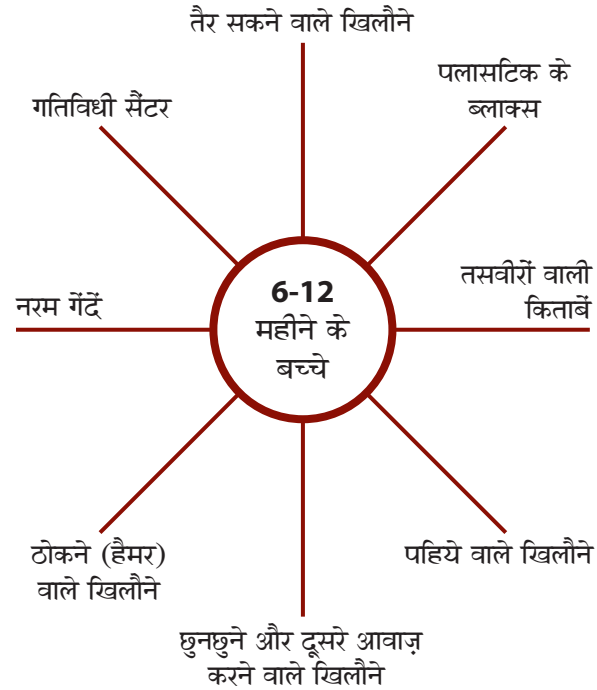 तैर सकने वाले खिलौने
पलासटिक के
ब्लाक्स
गतिविधी सैंटर
तसवीरों वाली
किताबें
नरम गेंदें
6-12
महीने के
बच्चे
ठोकने (हैमर)
वाले खिलौने
पहिये वाले खिलौने
छुनछुने और दूसरे आवाज़
करने वाले खिलौने